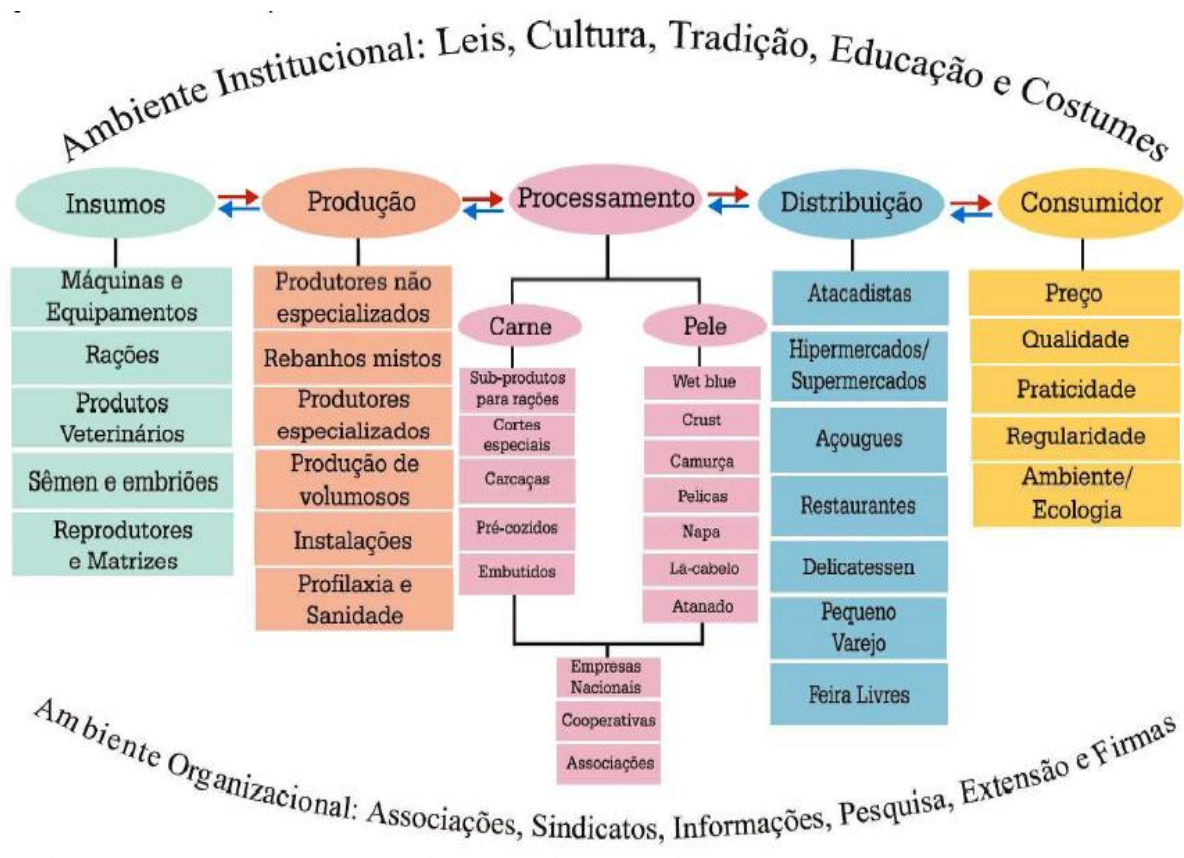 Ambiente Institucional: Leis, Cultura, Tradição, Educação e Costumes
Insumos
Máquinas e
Equipamentos
Rações
Produtos
Veterinários
Sêmen e embriões
Reprodutores
e Matrizes
Produção
Produtores não
especializados
Rebanhos mistos
Produtores
especializados
Produção de
volumosos
Instalações
Profilaxia e
Sanidade
Processamento
Carne
Sub-produtos
para rações
Cortes
especiais
Carcaças
Pré-cozidos
Embutidos
Pele
Wet blue
Crust
Camurça
Pelicas
Napa
Lã-cabelo
Atanado
Empresas
Nacionais
Cooperativas
Associações
Distribuição
Atacadistas
Hipermercados/
Supermercados
Açougues
Restaurantes
Delicatessen
Pequeno
Varejo
Feira Livres
Consumidor
Preço
Qualidade
Praticidade
Regularidade
Ambiente/
Ecologia
Ambiente Organizacional: Associações, Sindicatos, Informações, Pesquisa, Extensão e Firmas